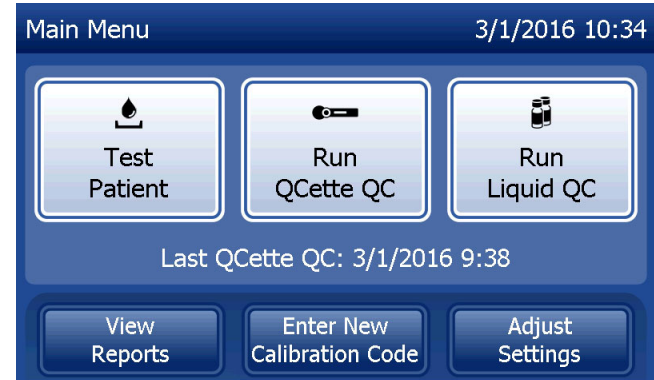 Main Menu 3/1/2016 10:34
Test
Patient
Run
QCette QC
Run
Liquid QC
Last QCette QC: 3/1/2016 9:38
View
Reports
Enter New
Calibration Code
Adjust
Settings